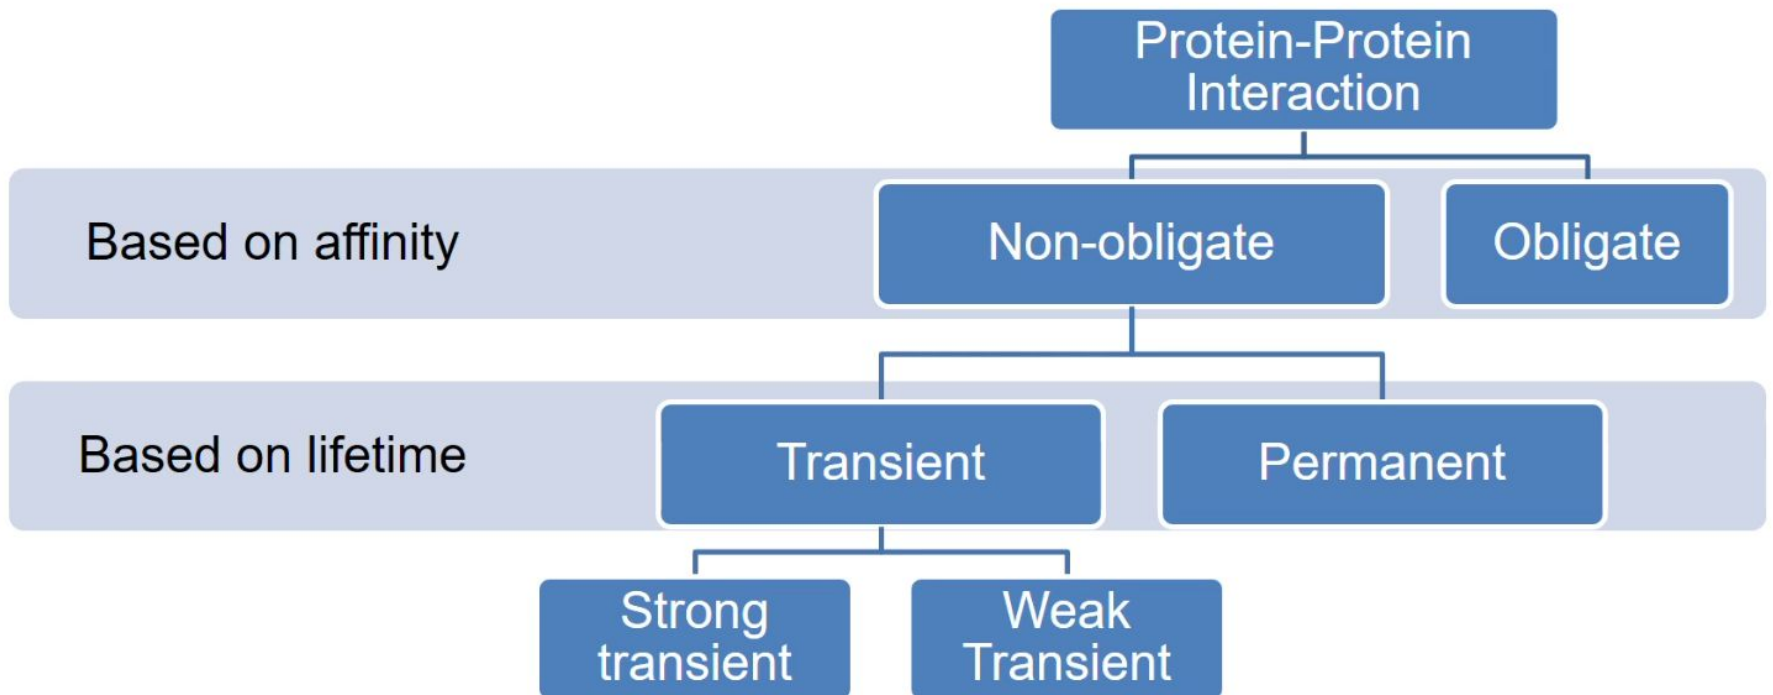 Protein-Protein
Interaction
Based on affinity
Non-obligate
Obligate
Based on lifetime
Transient
Permanent
Strong
transient
Weak
Transient